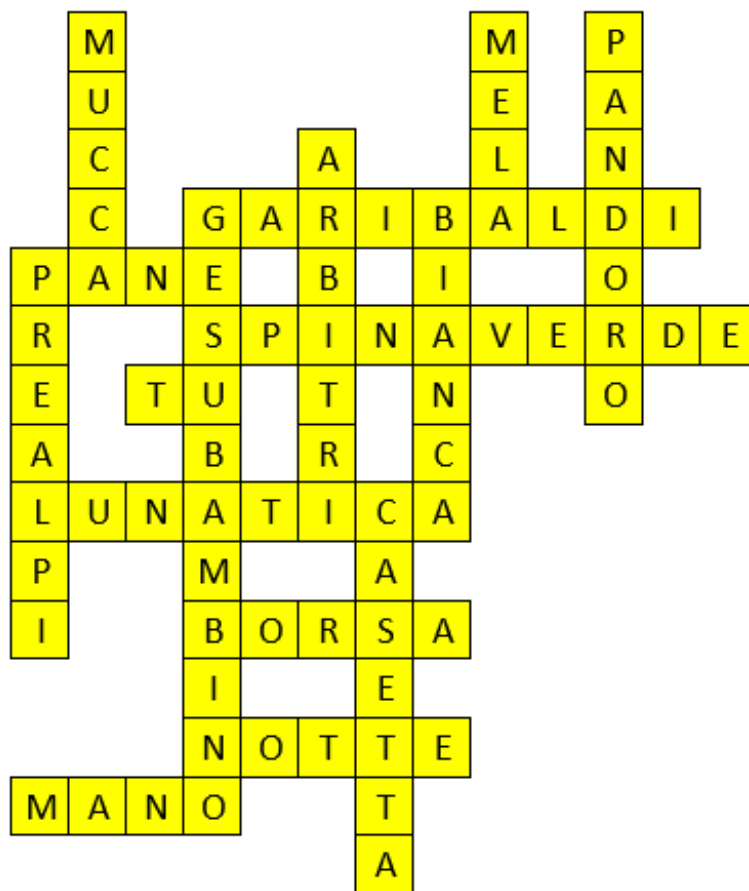 M M P
U E A
C A L N
C G A R I B A L D I
P A N E B I O
R S P I N A V E R D E
E T U T N O
A B R C
L U N A T I C A
P M A
I B O R S A
I E
N O T T E
M A N O T
A